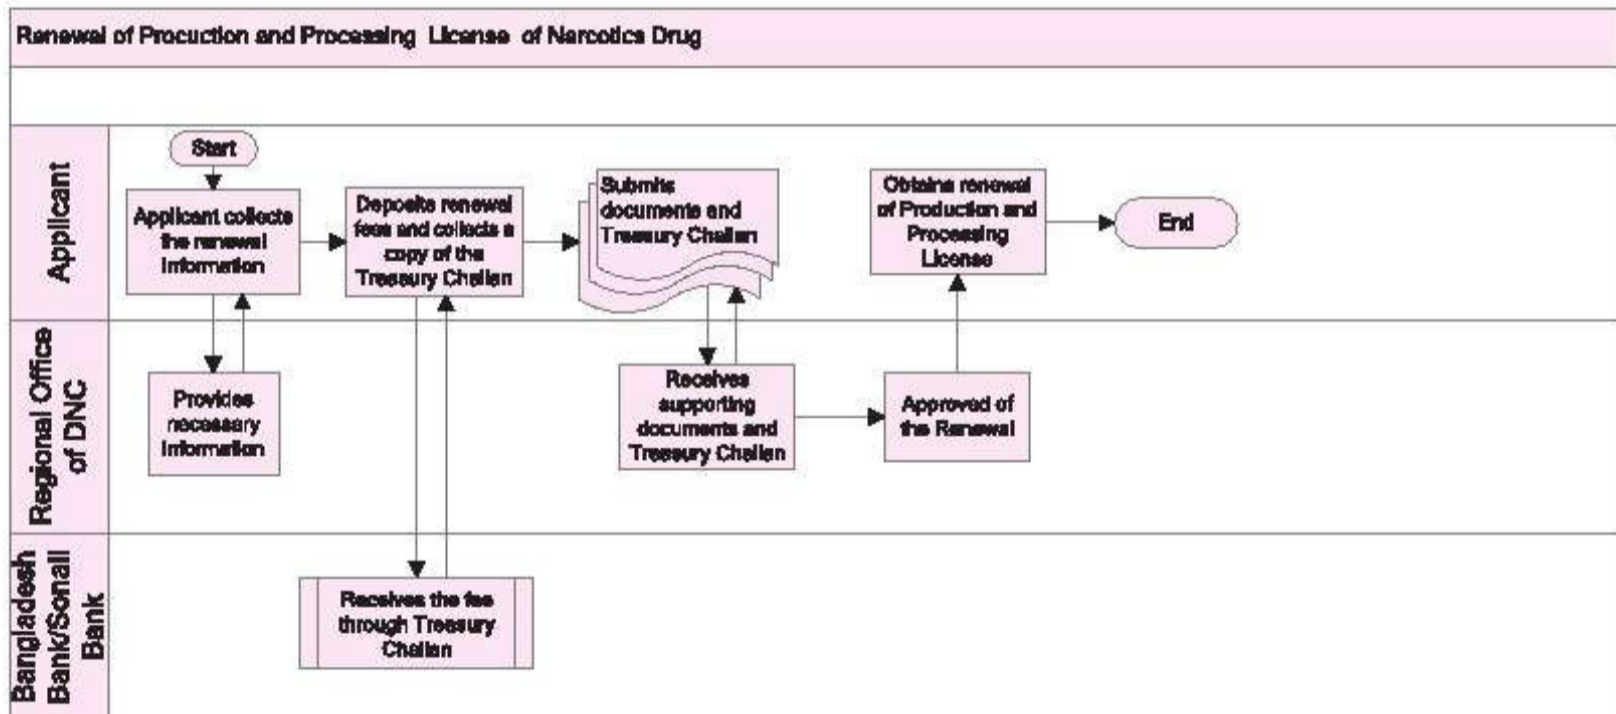 Renewal of Procuction and Processing License of Narcotics Drug
Applicant
Start
Applicant collects
the renewal
Information
Deposits renewal
fees and collects a
copy of the
Treasury Challan
Submits
documents and
Treasury Challan
Obtains renewal
of Production and
Processing
License
End
Regional Office
of DNC
Provides
necessary
Information
Receives
supporting
documents and
Treasury Challan
Approved of
the Renewal
Bangladesh
Bank/Sonali
Bank
Receives the fee
through Treasury
Challan